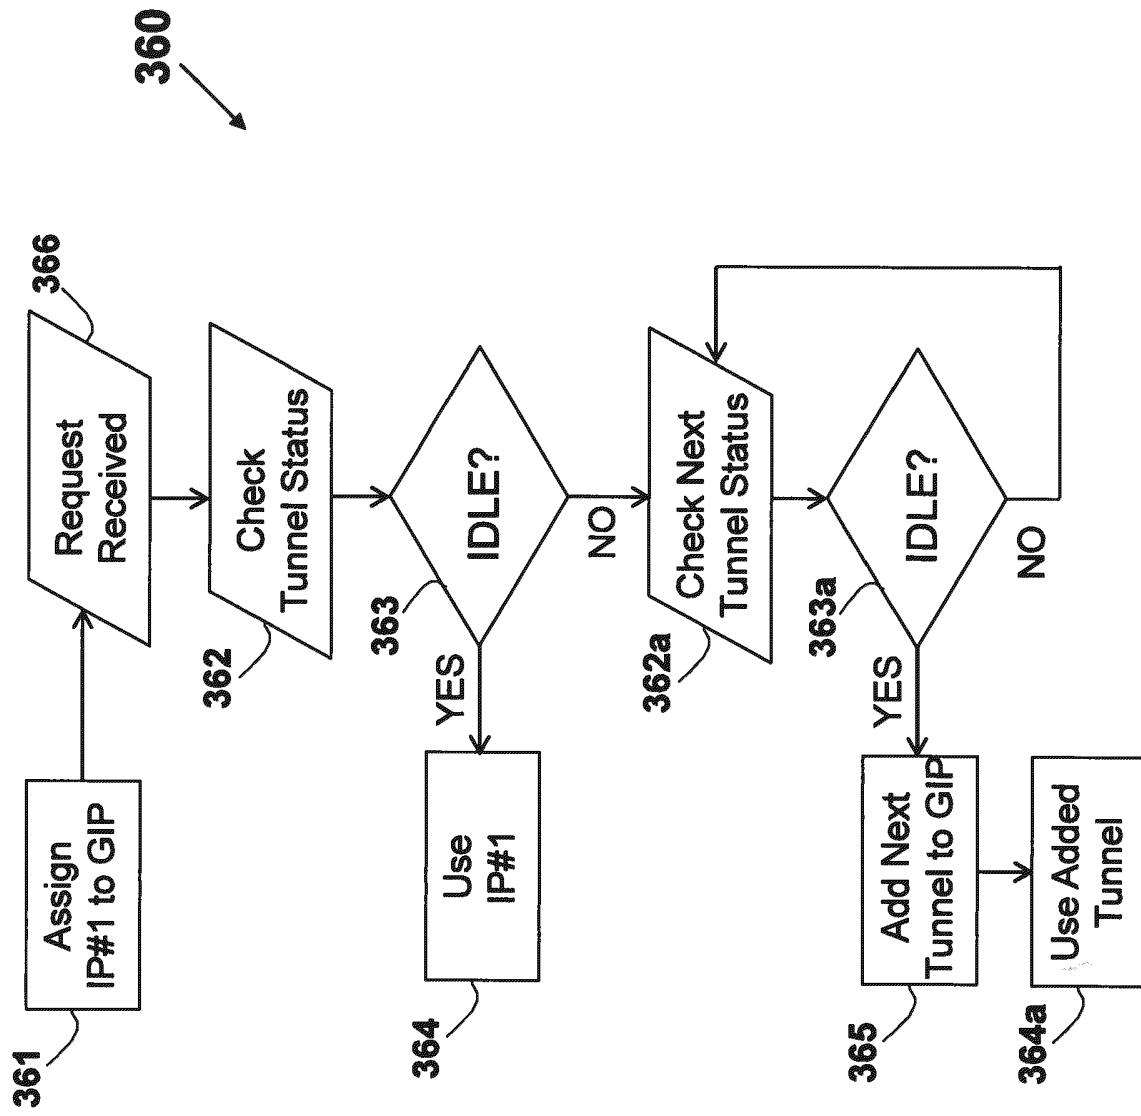 360
361
Assign
IP#1 to GIP
366
Request
Received
362
Check
Tunnel Status
363
IDLE?
YES
364
Use
IP#1
NO
362a
Check Next
Tunnel Status
363a
IDLE?
NO
YES
365
Add Next
Tunnel to GIP
364a
Use Added
Tunnel